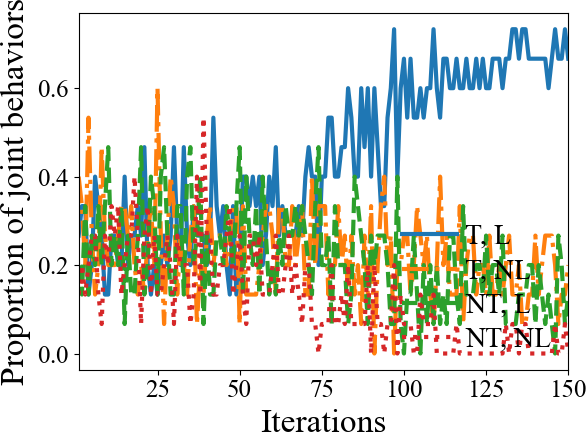 Proportion of joint behaviors
0.6
0.4
0.2
0.0
T, L
T, NL
NT, L
NT, NL
25 50 75 100 125 150
Iterations